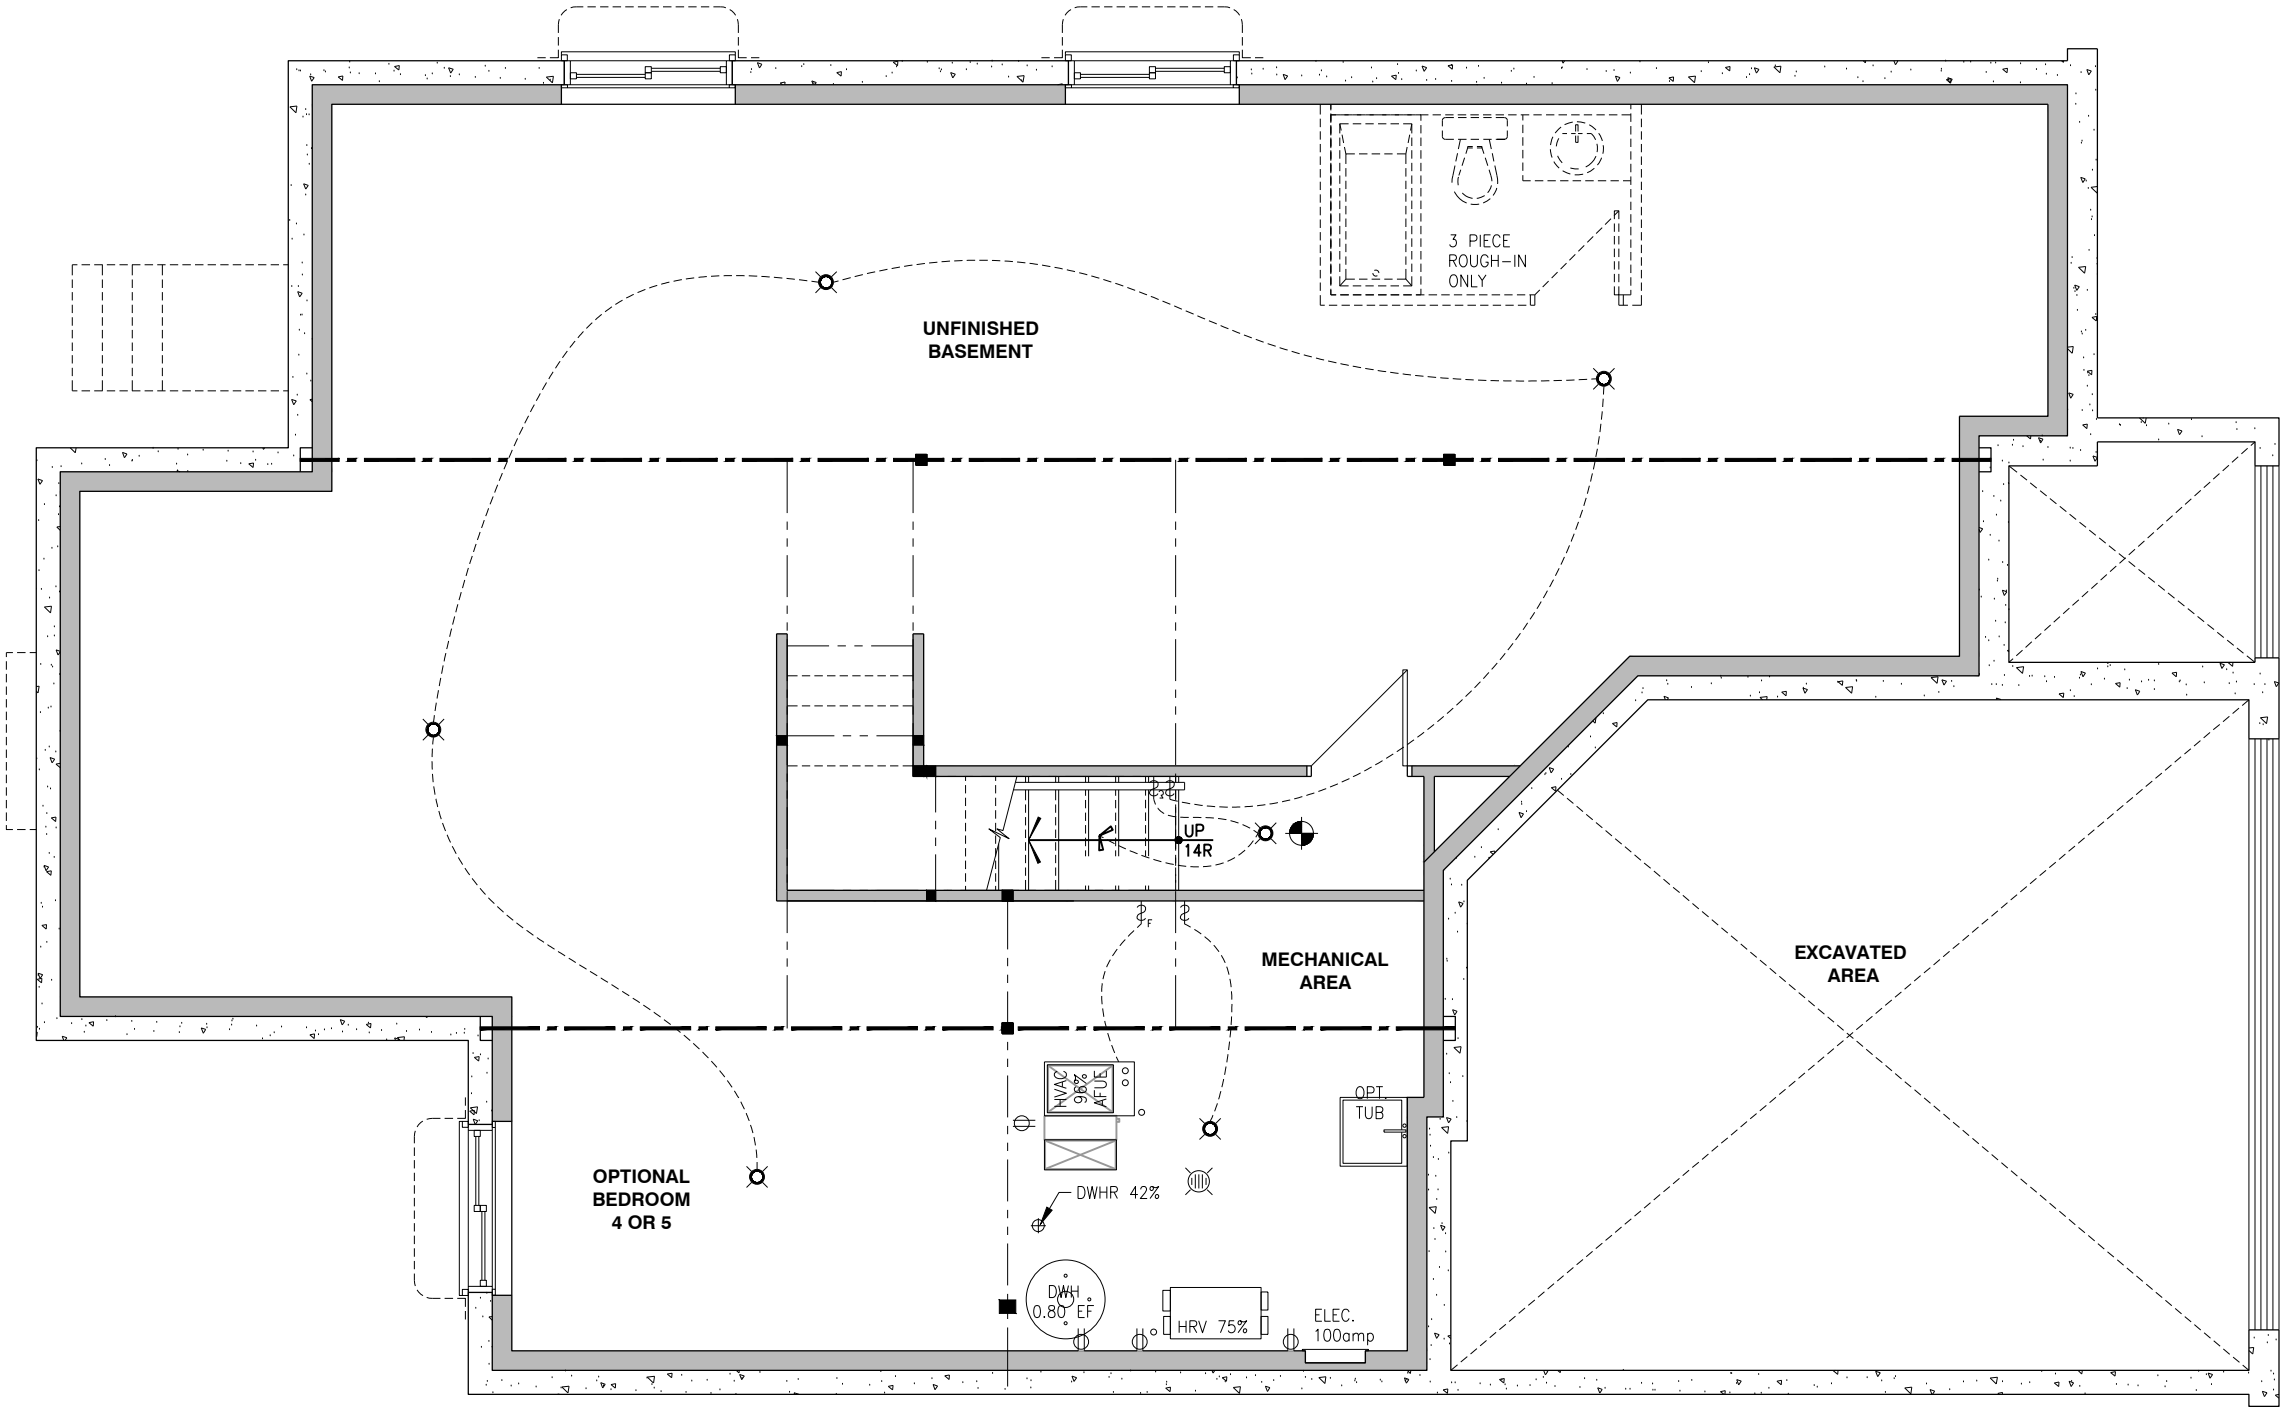 3 PIECE
ROUGH-IN
ONLY
UNFINISHED
BASEMENT
UP
14R
F
MECHANICAL
AREA
EXCAVATED
AREA
HVAC
96%
AFUE
OPT.
TUB
OPTIONAL
BEDROOM
4 OR 5
DWHR 42%
DWH
0.80 EF
HRV 75%
ELEC.
100amp